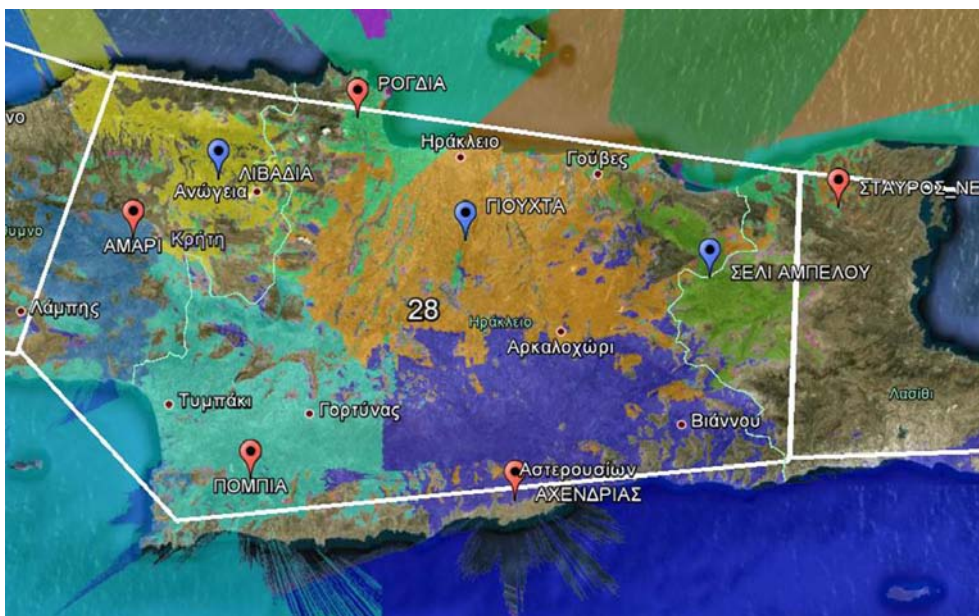 ΡΟΓΔΙΑ
Ηράκλειο
Γούβες
ΛΙΒΑΔΙΑ
Ανώγεια
ΣΤΑΥΡΟΣ_ΝΕ
ΑΜΑΡΙ
Κρήτη
ΓΙΟΥΧΤΑ
ΣΕΛΙ ΑΜΠΕΛΟΥ
Λάμπης
28
Ηράκλειο
Αρκαλοχώρι
Λασίθι
Τυμπάκι
Γορτύνας
Βιάννου
ΠΟΜΠΙΑ
Αστερουσίων
ΑΧΕΝΔΡΙΑΣ